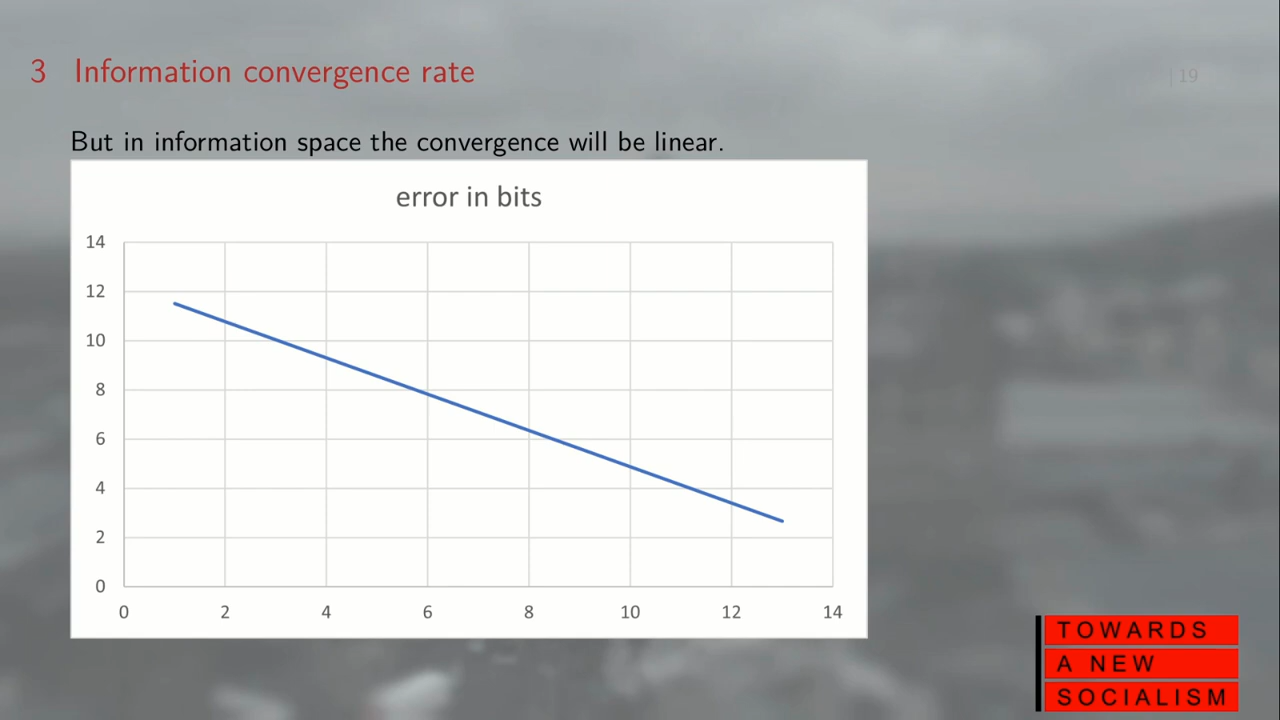 3 Information convergence rate
| 19
But in information space the convergence will be linear.
error in bits
14
12
10
8
6
4
2
0
0 2 4 6 8 10 12 14
TOWARDS
A NEW
SOCIALISM